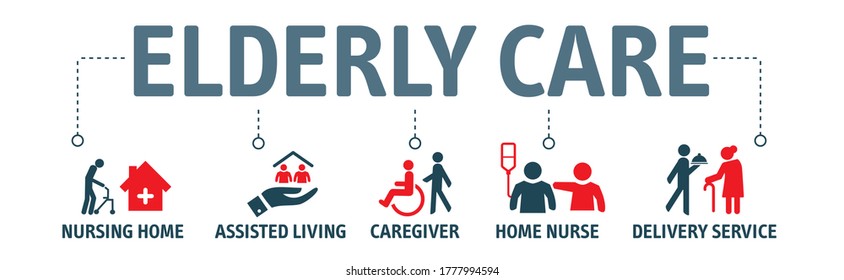 ELDERLY CARE
NURSING HOME
ASSISTED LIVING
CAREGIVER
HOME NURSE
DELIVERY SERVICE
shutterstock.com · 1777994594